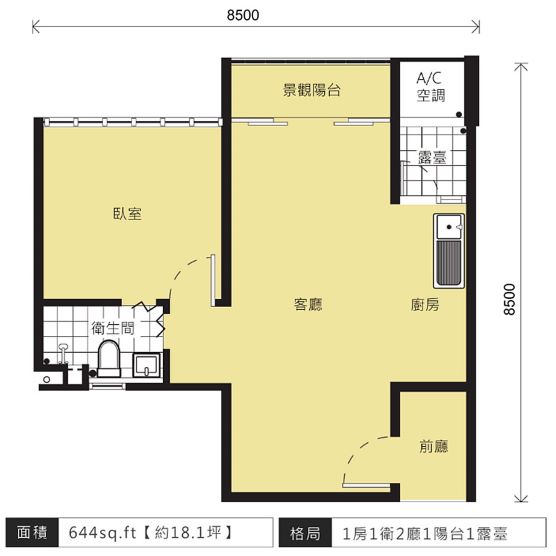 8500
A/C
空調
景觀陽台
露臺
臥室
客廳
廚房
8500
衛生間
前廳
面積 644sq.ft【約18.1坪】
格局 1房1衛2廳1陽台1露臺